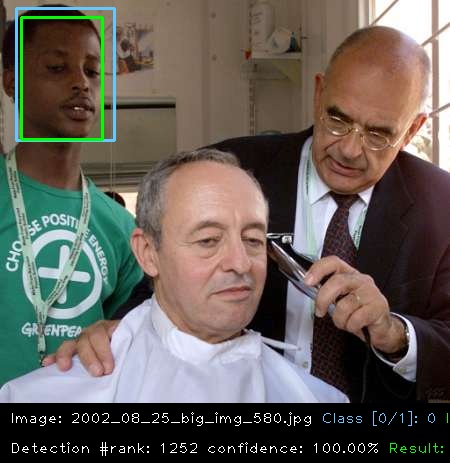 CHOOSE POSITIVE ENERGY
GREENPEACE
Image: 2002_08_25_big_img_580.jpg Class [0/1]: 0
Detection #rank: 1252 confidence: 100.00% Result: